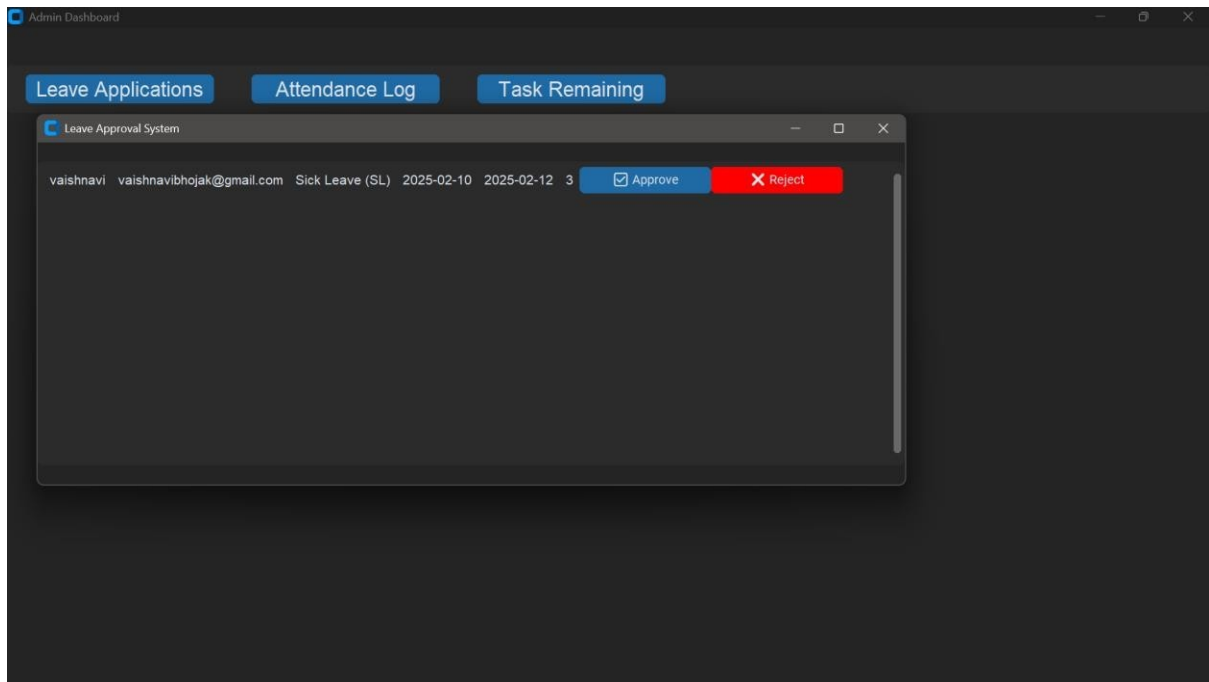 Admin Dashboard
Leave Applications Attendance Log Task Remaining
Leave Approval System
vaishnavi vaishnavibhojak@gmail.com Sick Leave (SL) 2025-02-10 2025-02-12 3 Approve Reject